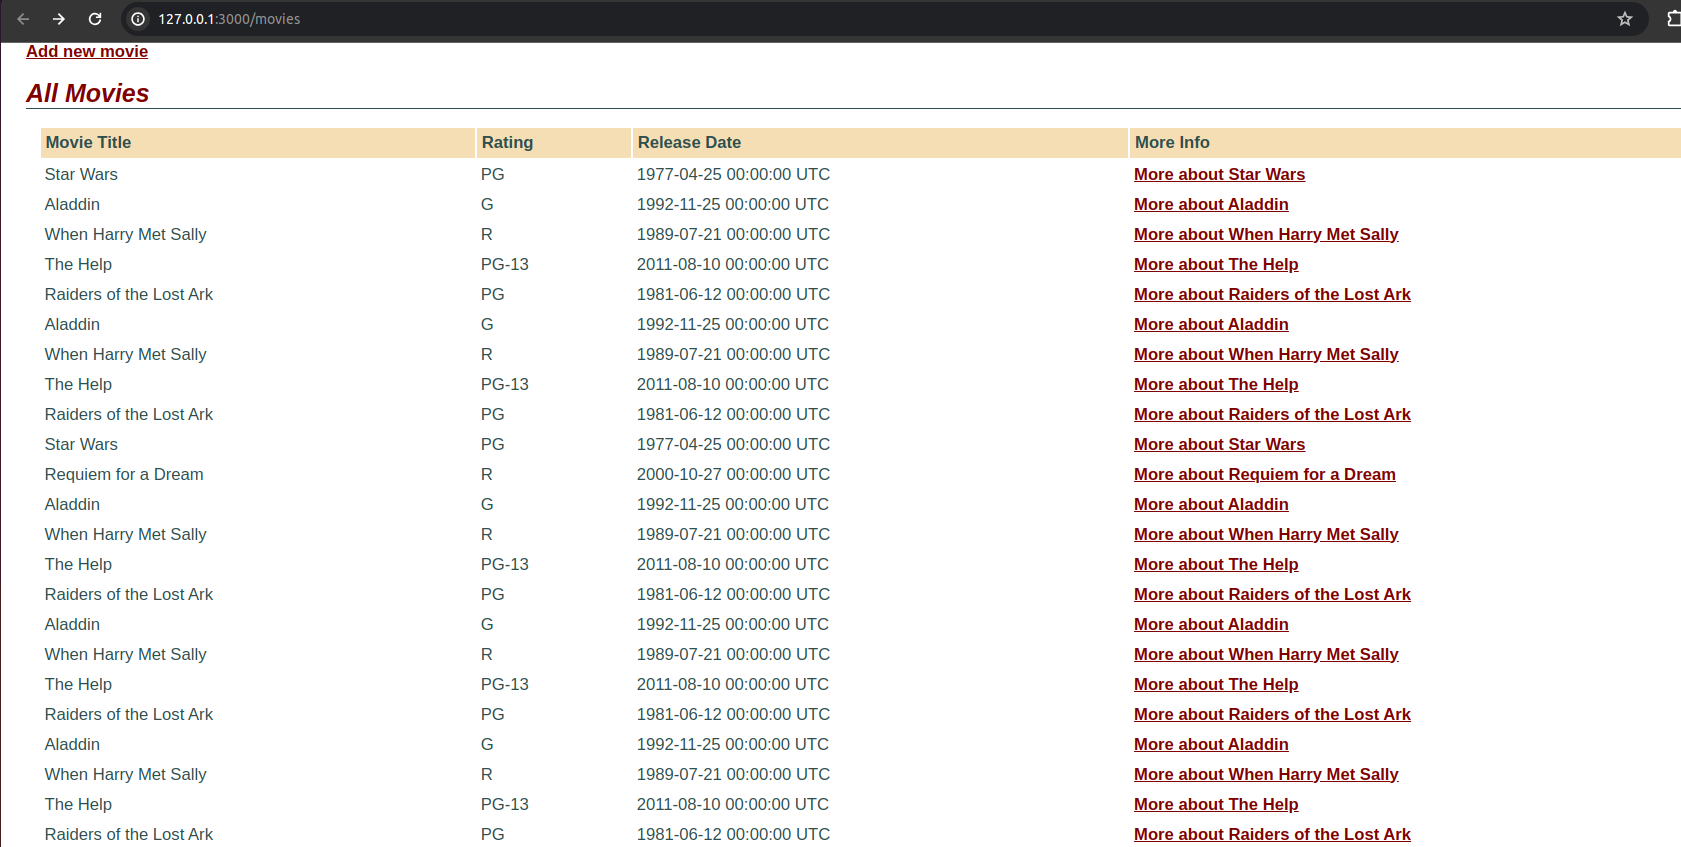 127.0.0.1:3000/movies
Add new movie
All Movies
Movie Title Rating Release Date More Info
Star Wars PG 1977-04-25 00:00:00 UTC More about Star Wars
Aladdin G 1992-11-25 00:00:00 UTC More about Aladdin
When Harry Met Sally R 1989-07-21 00:00:00 UTC More about When Harry Met Sally
The Help PG-13 2011-08-10 00:00:00 UTC More about The Help
Raiders of the Lost Ark PG 1981-06-12 00:00:00 UTC More about Raiders of the Lost Ark
Aladdin G 1992-11-25 00:00:00 UTC More about Aladdin
When Harry Met Sally R 1989-07-21 00:00:00 UTC More about When Harry Met Sally
The Help PG-13 2011-08-10 00:00:00 UTC More about The Help
Raiders of the Lost Ark PG 1981-06-12 00:00:00 UTC More about Raiders of the Lost Ark
Star Wars PG 1977-04-25 00:00:00 UTC More about Star Wars
Requiem for a Dream R 2000-10-27 00:00:00 UTC More about Requiem for a Dream
Aladdin G 1992-11-25 00:00:00 UTC More about Aladdin
When Harry Met Sally R 1989-07-21 00:00:00 UTC More about When Harry Met Sally
The Help PG-13 2011-08-10 00:00:00 UTC More about The Help
Raiders of the Lost Ark PG 1981-06-12 00:00:00 UTC More about Raiders of the Lost Ark
Aladdin G 1992-11-25 00:00:00 UTC More about Aladdin
When Harry Met Sally R 1989-07-21 00:00:00 UTC More about When Harry Met Sally
The Help PG-13 2011-08-10 00:00:00 UTC More about The Help
Raiders of the Lost Ark PG 1981-06-12 00:00:00 UTC More about Raiders of the Lost Ark
Aladdin G 1992-11-25 00:00:00 UTC More about Aladdin
When Harry Met Sally R 1989-07-21 00:00:00 UTC More about When Harry Met Sally
The Help PG-13 2011-08-10 00:00:00 UTC More about The Help
Raiders of the Lost Ark PG 1981-06-12 00:00:00 UTC More about Raiders of the Lost Ark